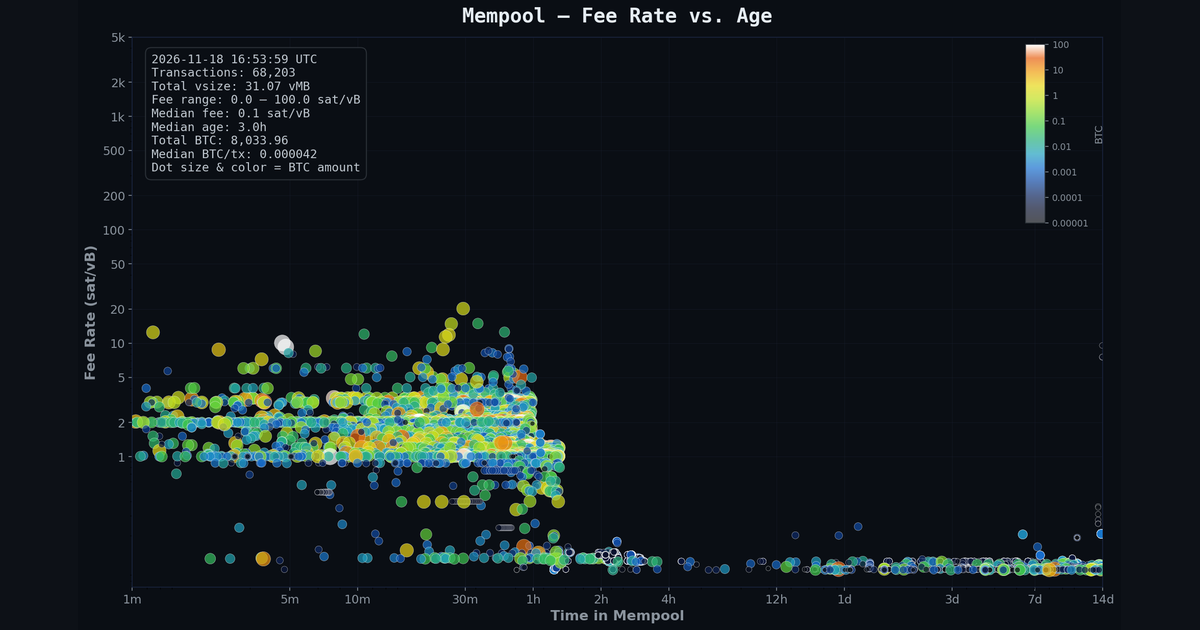 Mempool — Fee Rate vs. Age
5k
2k
1k
500
200
100
50
20
10
5
2
1
Fee Rate (sat/vB)
2026-11-18 16:53:59 UTC
Transactions: 68,203
Total vsize: 31.07 vMB
Fee range: 0.0 – 100.0 sat/vB
Median fee: 0.1 sat/vB
Median age: 3.0h
Total BTC: 8,033.96
Median BTC/tx: 0.000042
Dot size & color = BTC amount
100
10
1
0.1
0.01
0.001
0.0001
0.00001
BTC
1m
5m
10m
30m
1h
2h
4h
12h
1d
3d
7d
14d
Time in Mempool